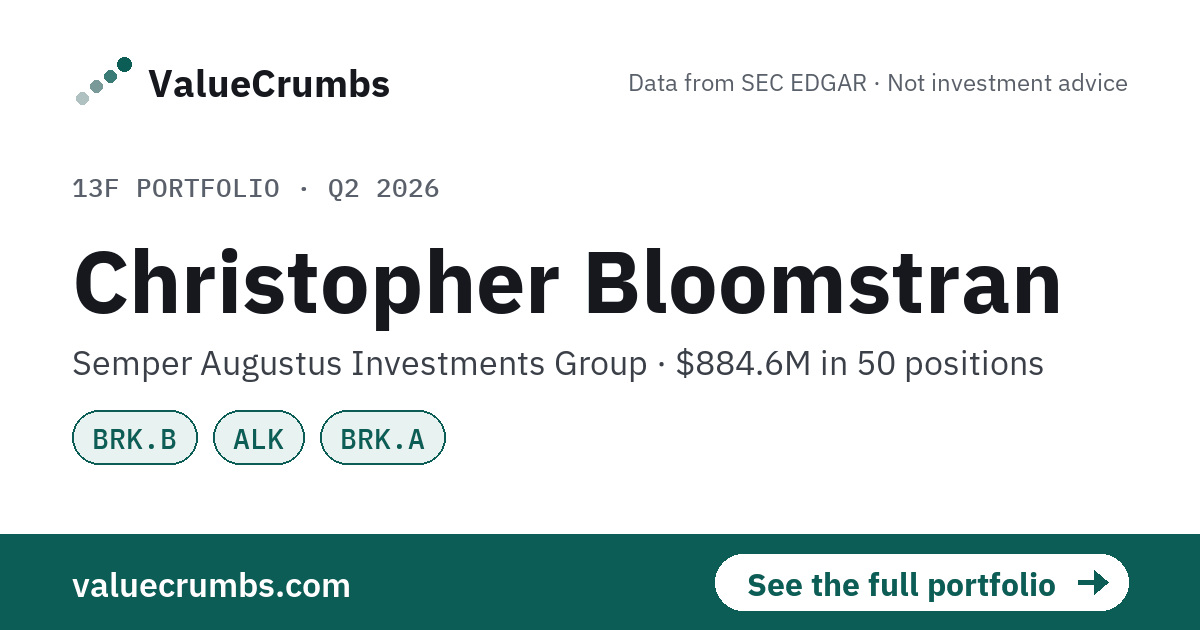 ValueCrumbs
Data from SEC EDGAR · Not investment advice
13F PORTFOLIO · Q2 2026
Christopher Bloomstran
Semper Augustus Investments Group · $884.6M in 50 positions
BRK.B ALK BRK.A
valuecrumbs.com
See the full portfolio →